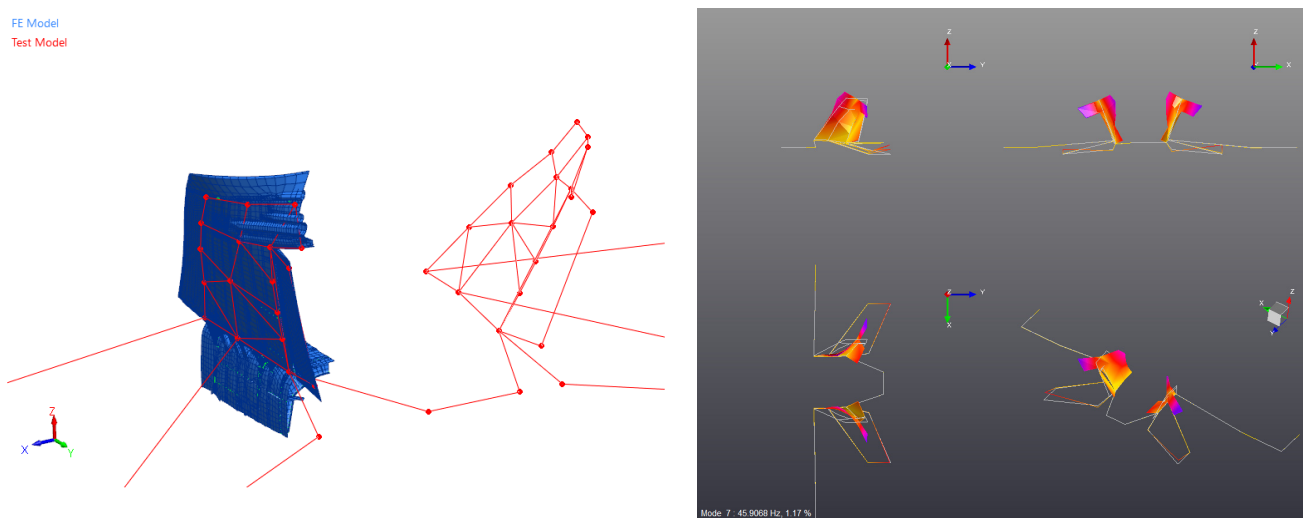 FE Model
Test Model
Z
X
Y
Z
Y
Z
X
Y
X
Z
X
Y
Mode 7 : 45.9068 Hz, 1.17 %